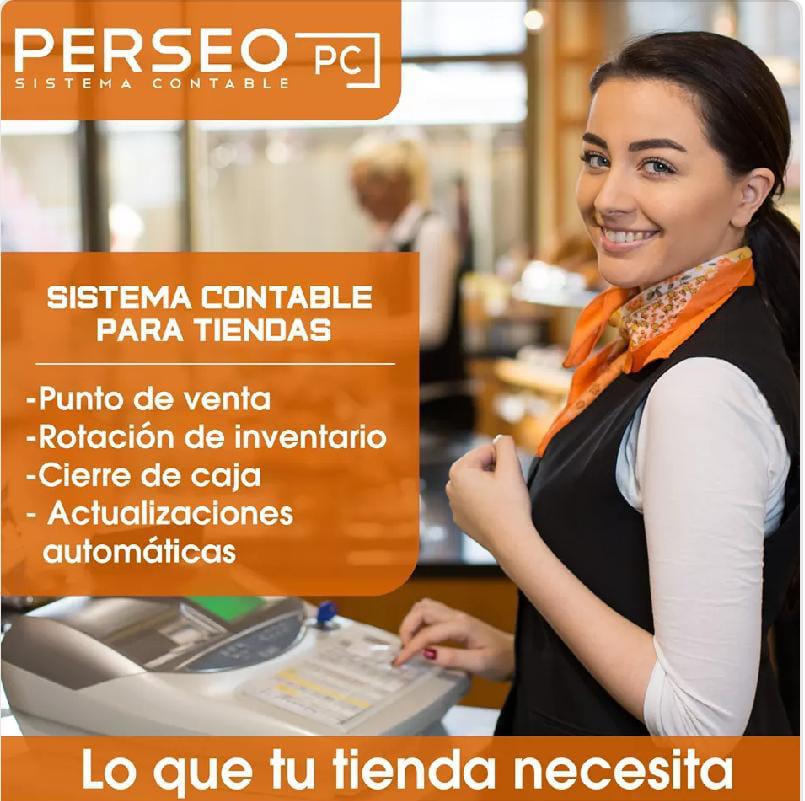 PERSEO PC
SISTEMA CONTABLE
SISTEMA CONTABLE
PARA TIENDAS
-Punto de venta
-Rotación de inventario
-Cierre de caja
- Actualizaciones
automáticas
Lo que tu tienda necesita